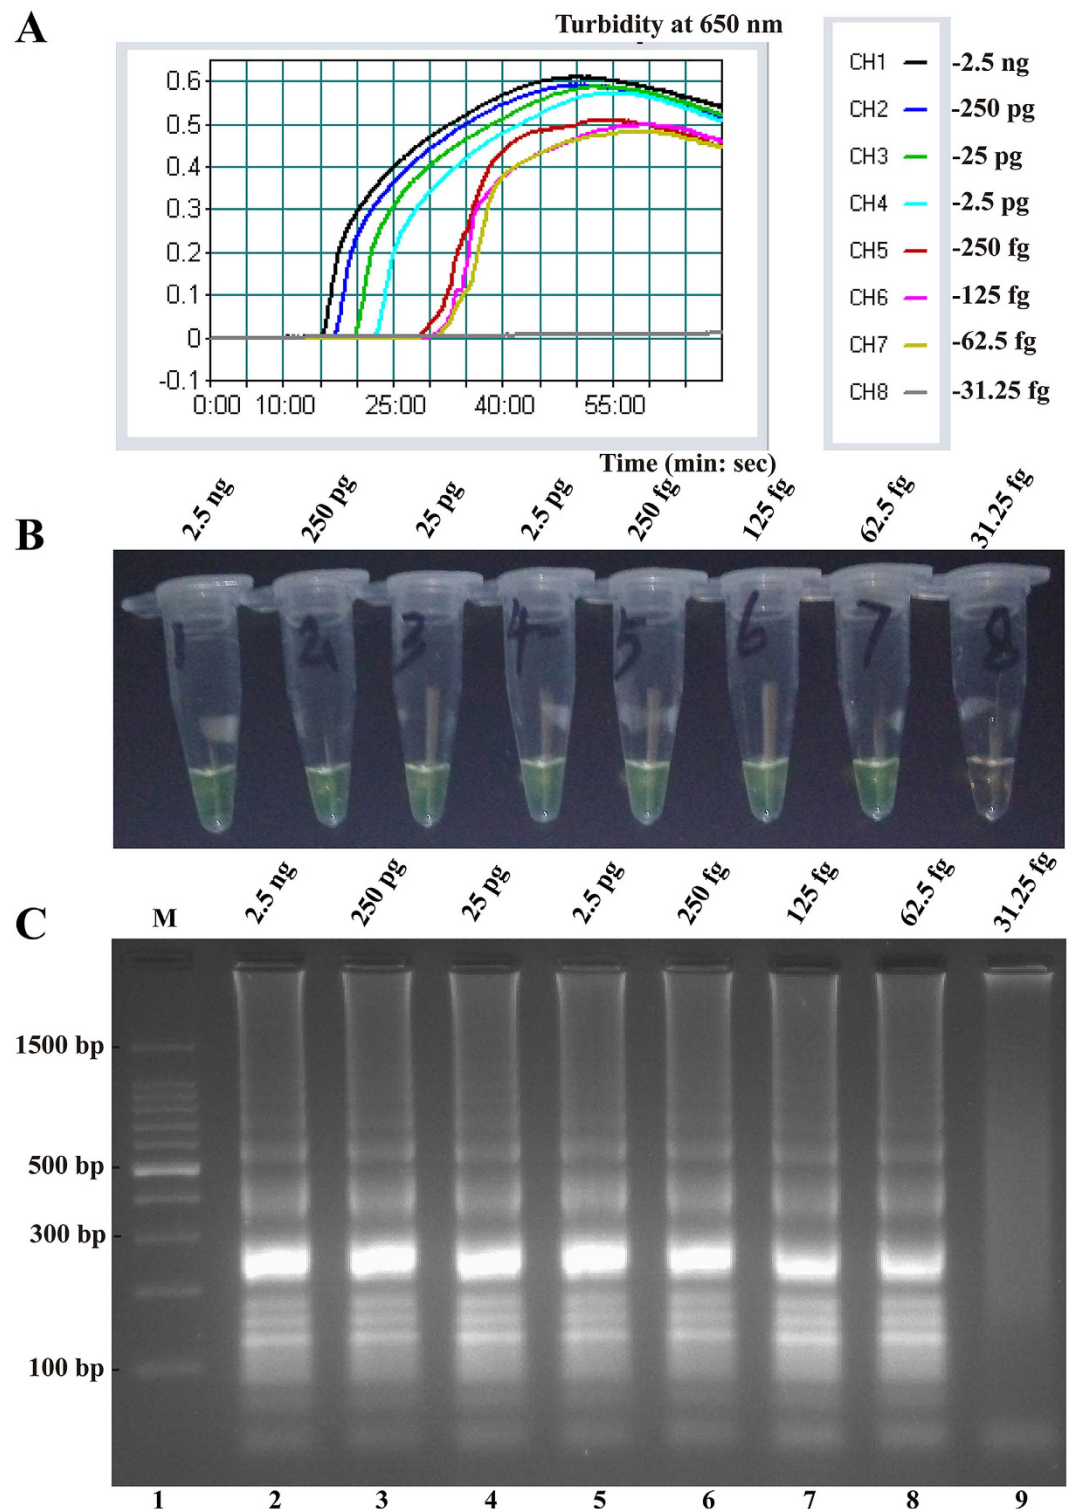 A
Turbidity at 650 nm
0.6
0.5
0.4
0.3
0.2
0.1
0
-0.1
0:00 10:00 25:00 40:00 55:00
Time (min: sec)
CH1 -2.5 ng
CH2 -250 pg
CH3 -25 pg
CH4 -2.5 pg
CH5 -250 fg
CH6 -125 fg
CH7 -62.5 fg
CH8 -31.25 fg
B
2.5 ng 250 pg 25 pg 2.5 pg 250 fg 125 fg 62.5 fg 31.25 fg
1 2 3 4 5 6 7 8
C
M 2.5 ng 250 pg 25 pg 2.5 pg 250 fg 125 fg 62.5 fg 31.25 fg
1500 bp
500 bp
300 bp
100 bp
1 2 3 4 5 6 7 8 9